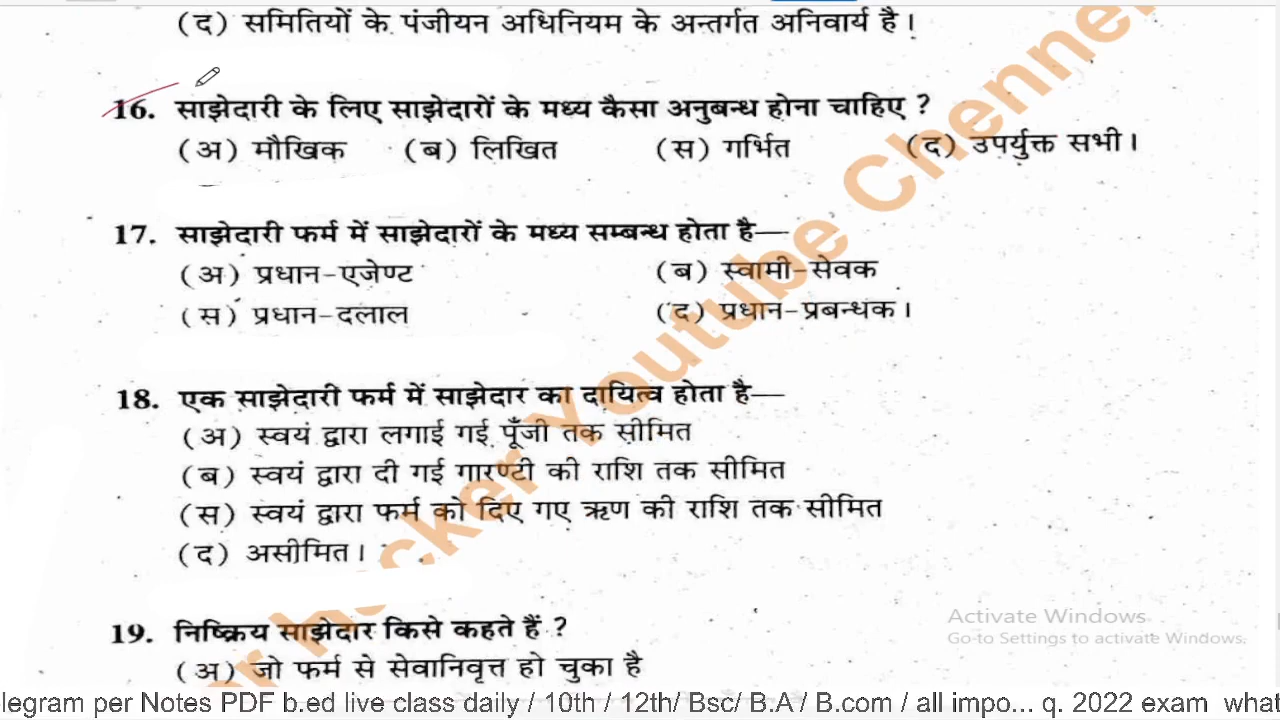 (द) समितियों के पंजीयन अधिनियम के अन्तर्गत अनिवार्य है।
16. साझेदारी के लिए साझेदारों के मध्य कैसा अनुबन्ध होना चाहिए ?
(अ) मौखिक (ब) लिखित (स) गर्भित (द) उपर्युक्त सभी।
17. साझेदारी फर्म में साझेदारों के मध्य सम्बन्ध होता है—
(अ) प्रधान-एजेण्ट (ब) स्वामी-सेवक
(स) प्रधान-दलाल (द) प्रधान-प्रबन्धक।
18. एक साझेदारी फर्म में साझेदार का दायित्व होता है—
(अ) स्वयं द्वारा लगाई गई पूँजी तक सीमित
(ब) स्वयं द्वारा दी गई गारण्टी की राशि तक सीमित
(स) स्वयं द्वारा फर्म को दिए गए ऋण की राशि तक सीमित
(द) असीमित।
19. निष्क्रिय साझेदार किसे कहते हैं ?
(अ) जो फर्म से सेवानिवृत्त हो चुका है
Youtube Chennel
Activate Windows
Go to Settings to activate Windows.
legram per Notes PDF b.ed live class daily / 10th / 12th/ Bsc/ B.A / B.com / all impo... q. 2022 exam what